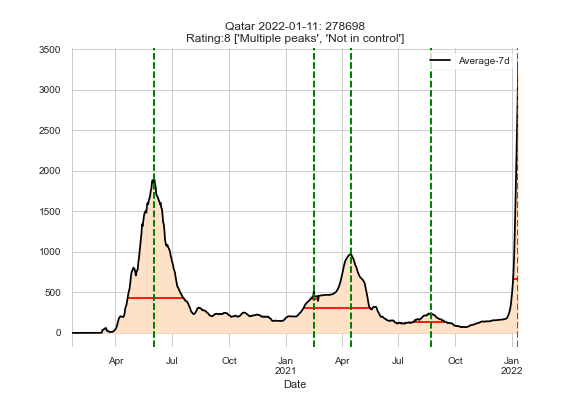 Qatar 2022-01-11: 278698
Rating:8 ['Multiple peaks', 'Not in control']
Average-7d
3500
3000
2500
2000
1500
1000
500
0
Apr Jul Oct Jan Apr Jul Oct Jan
2021 2022
Date